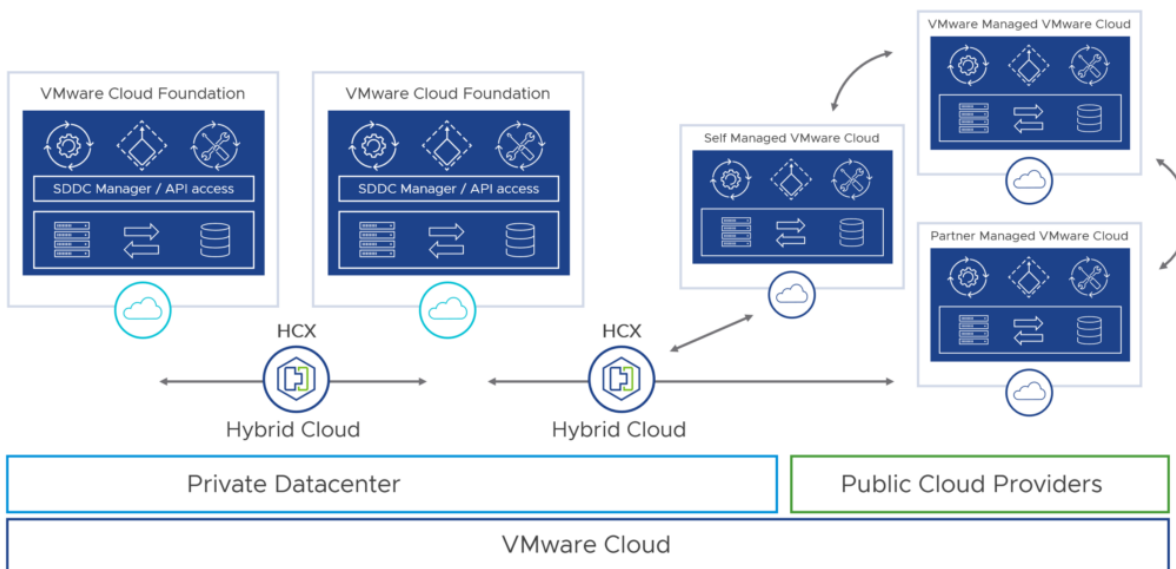 VMware Cloud Foundation
SDDC Manager / API access
VMware Cloud Foundation
SDDC Manager / API access
Self Managed VMware Cloud
VMware Managed VMware Cloud
Partner Managed VMware Cloud
HCX
Hybrid Cloud
HCX
Hybrid Cloud
Private Datacenter
Public Cloud Providers
VMware Cloud